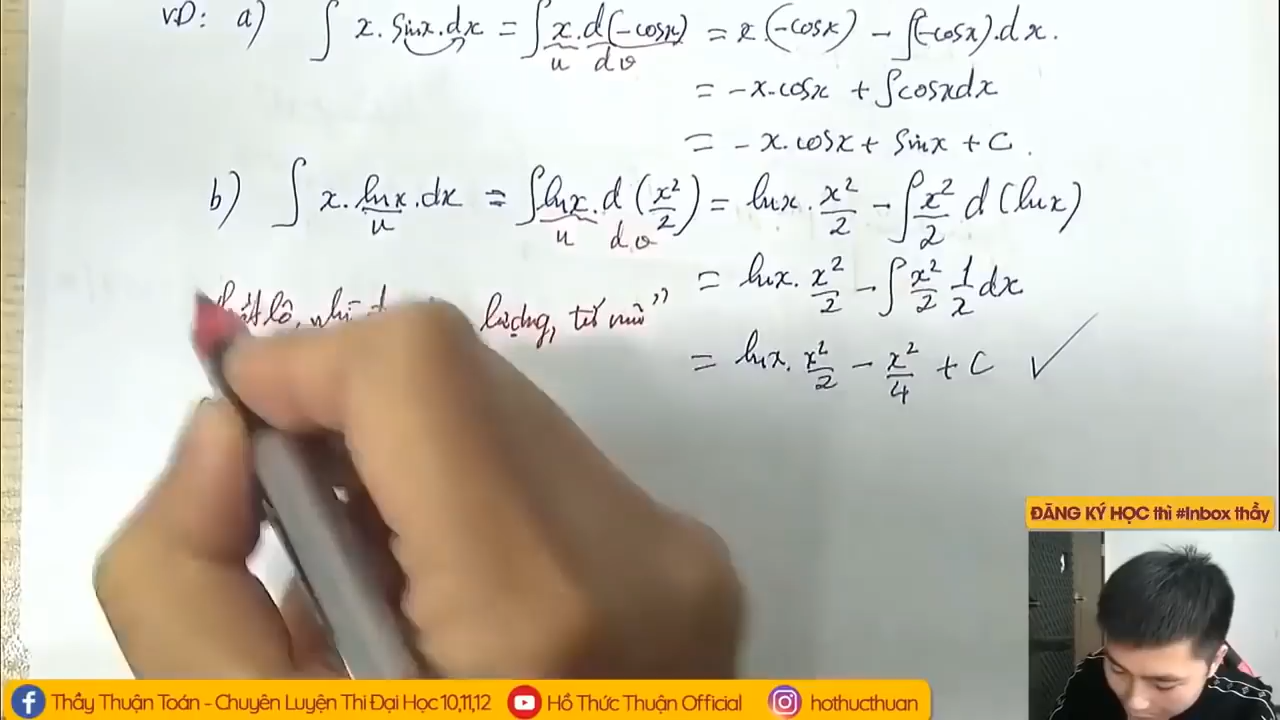 VD: a) ∫ x.sinx.dx = ∫ x.d(-cosx) = x.(-cosx) - ∫(-cosx).dx.
u dv
= -x.cosx + ∫cosxdx
= -x.cosx + sinx + C.
b) ∫ x.lnx.dx = ∫lnx.d(x²/2) = lnx.x²/2 - ∫x²/2 d(lnx)
u u dv
= lnx.x²/2 - ∫x²/2 1/x dx
lô, nhì lượng, tứ mũ”
= lnx.x²/2 - x²/4 + C ✓
ĐĂNG KÝ HỌC thì #Inbox thầy
Thầy Thuận Toán - Chuyên Luyện Thi Đại Học 10,11,12 Hồ Thức Thuận Official hothucthuan